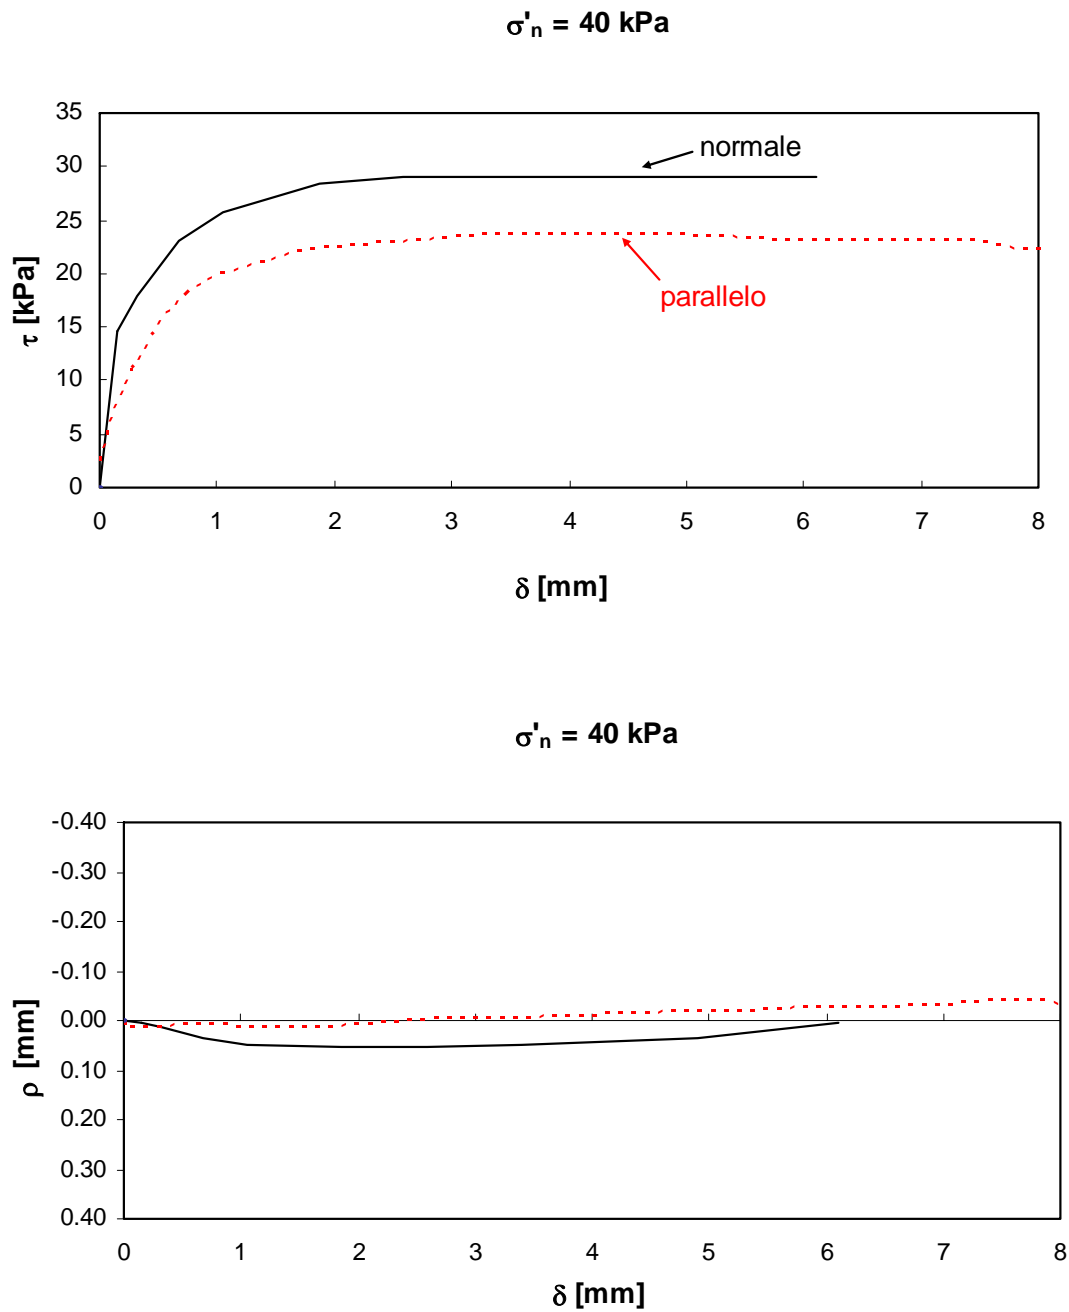 σ'n = 40 kPa
35
30
25
20
15
10
5
0
τ [kPa]
normale
parallelo
0 1 2 3 4 5 6 7 8
δ [mm]
σ'n = 40 kPa
-0.40
-0.30
-0.20
-0.10
0.00
0.10
0.20
0.30
0.40
ρ [mm]
0 1 2 3 4 5 6 7 8
δ [mm]